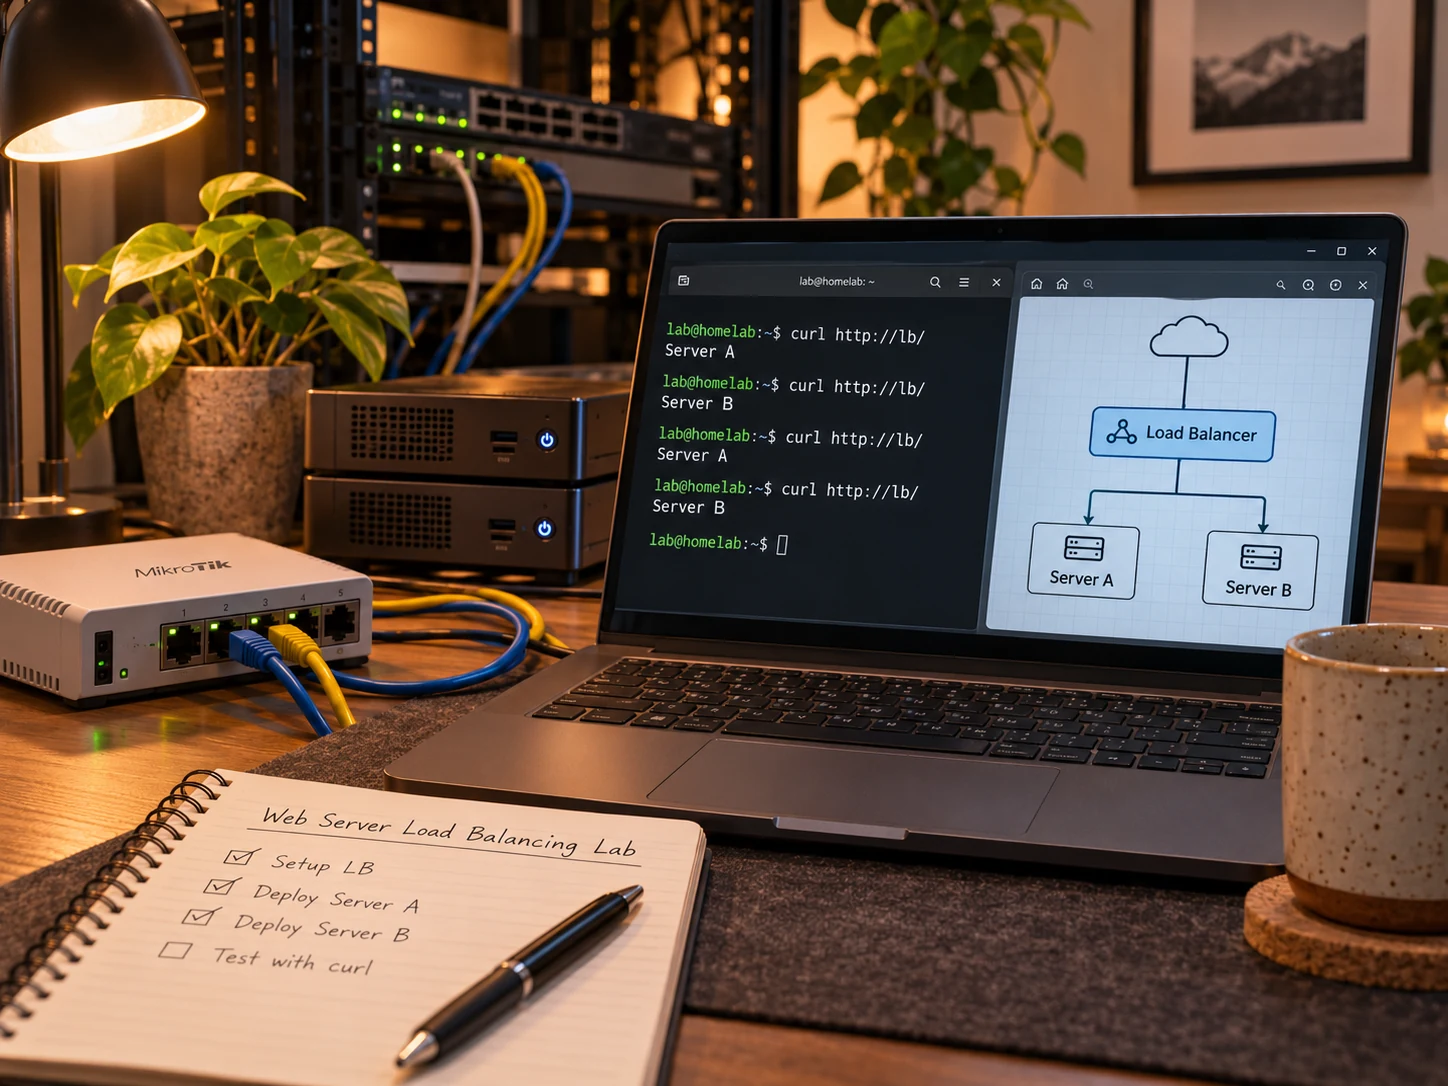 lab@homelab: ~
lab@homelab:~$ curl http://lb/
Server A
lab@homelab:~$ curl http://lb/
Server B
lab@homelab:~$ curl http://lb/
Server A
lab@homelab:~$ curl http://lb/
Server B
lab@homelab:~$
Load Balancer
Server A
Server B
MikroTik
1 2 3 4 5
Web Server Load Balancing Lab
Setup LB
Deploy Server A
Deploy Server B
Test with curl